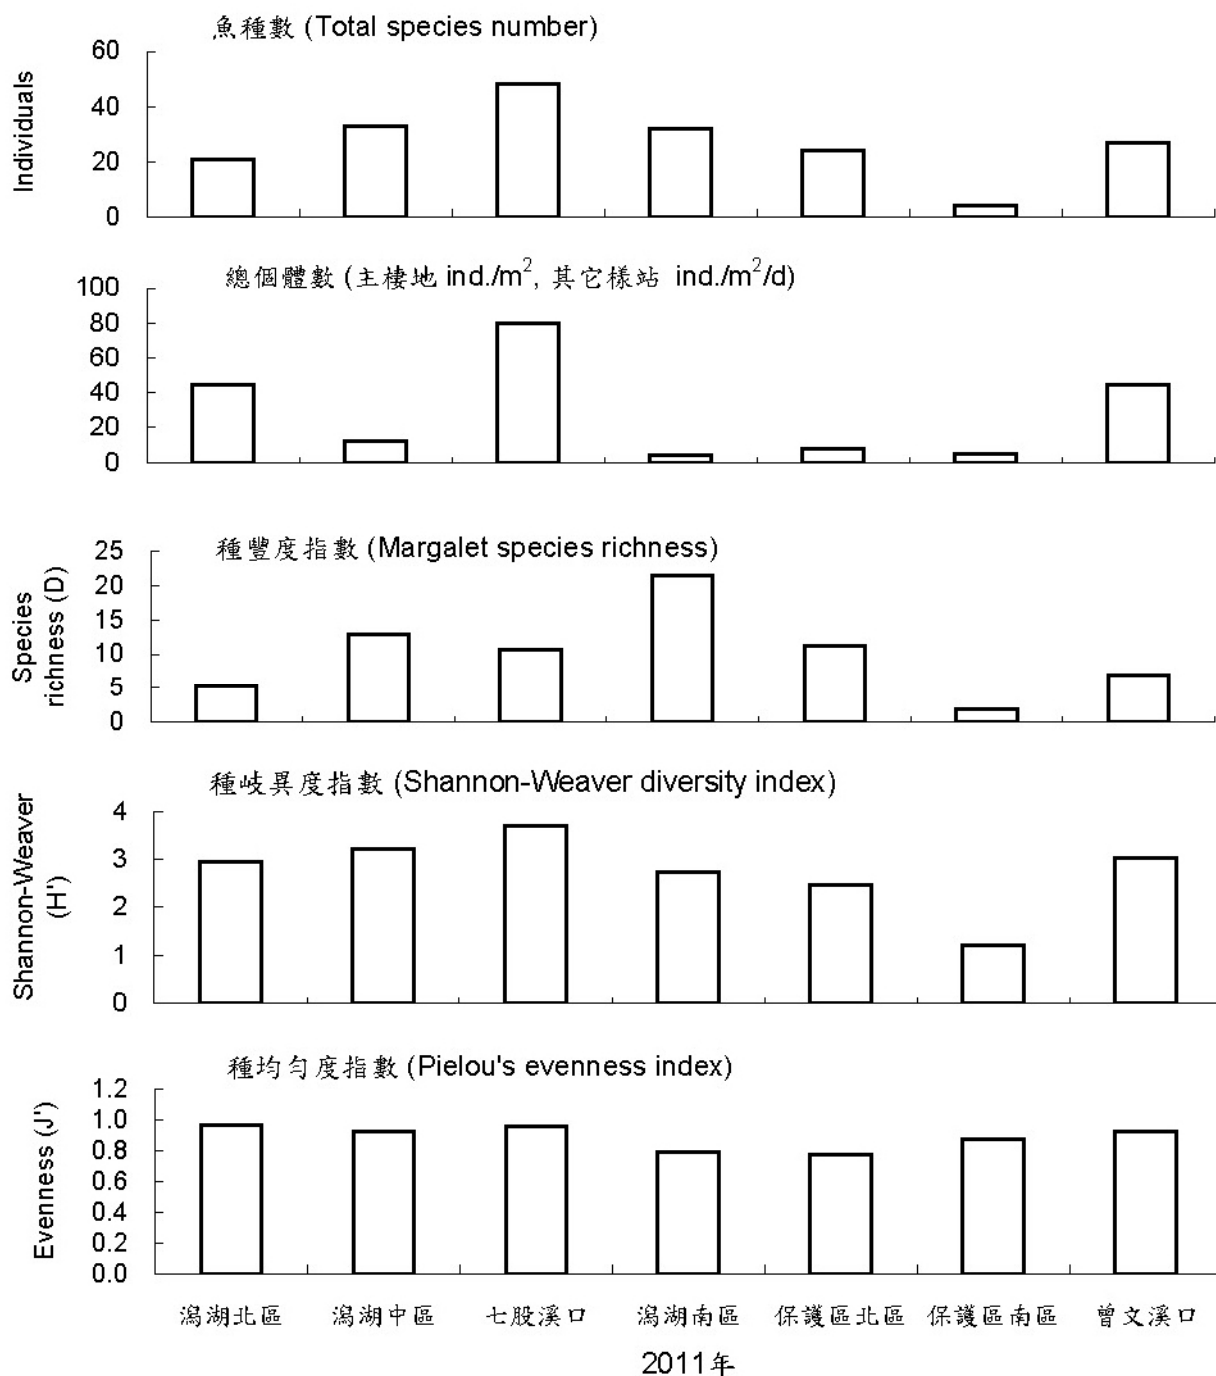 魚種數 (Total species number)
Individuals
60
40
20
0
總個體數 (主棲地 ind./m², 其它樣站 ind./m²/d)
100
80
60
40
20
0
種豐度指數 (Margalet species richness)
Species
richness (D)
25
20
15
10
5
0
種岐異度指數 (Shannon-Weaver diversity index)
Shannon-Weaver
(H')
4
3
2
1
0
種均勻度指數 (Pielou's evenness index)
Evenness (J')
1.2
1.0
0.8
0.6
0.4
0.2
0.0
潟湖北區 潟湖中區 七股溪口 潟湖南區 保護區北區 保護區南區 曾文溪口
2011年